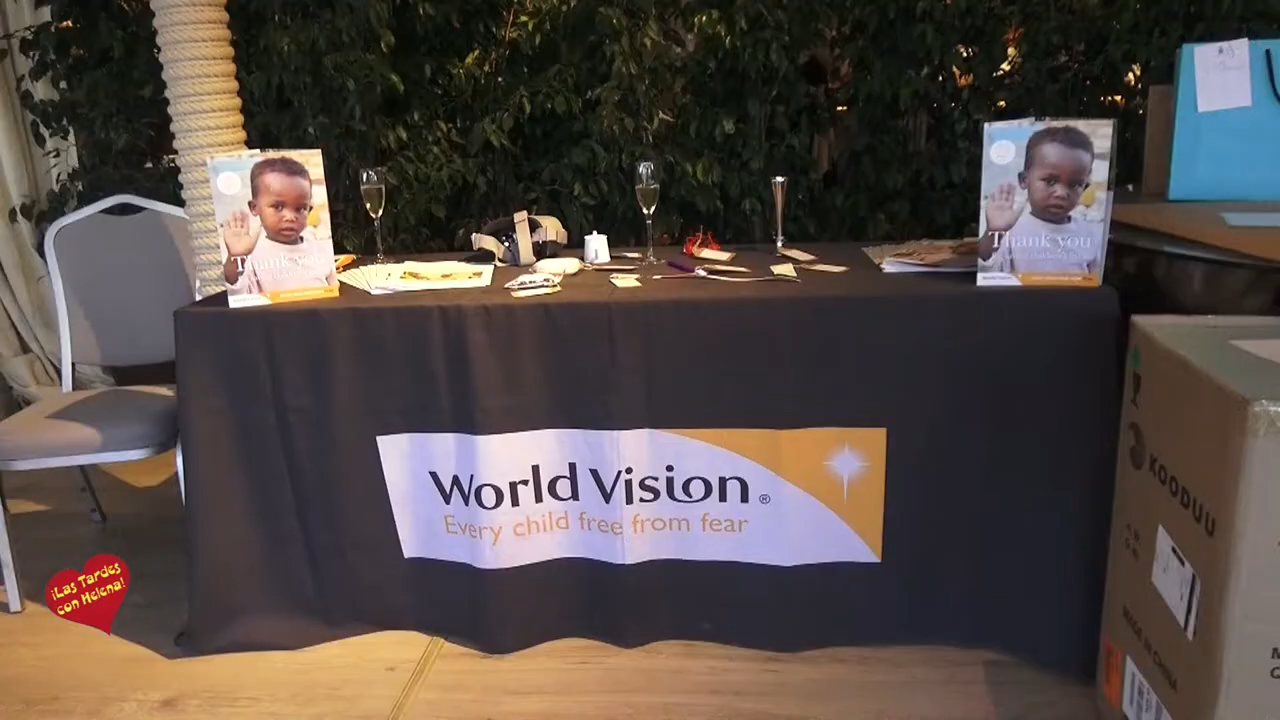 Thank you
Thank you
World Vision®
Every child free from fear
KOODUU
MADE IN CHINA
¡Las Tardes
con Helena!